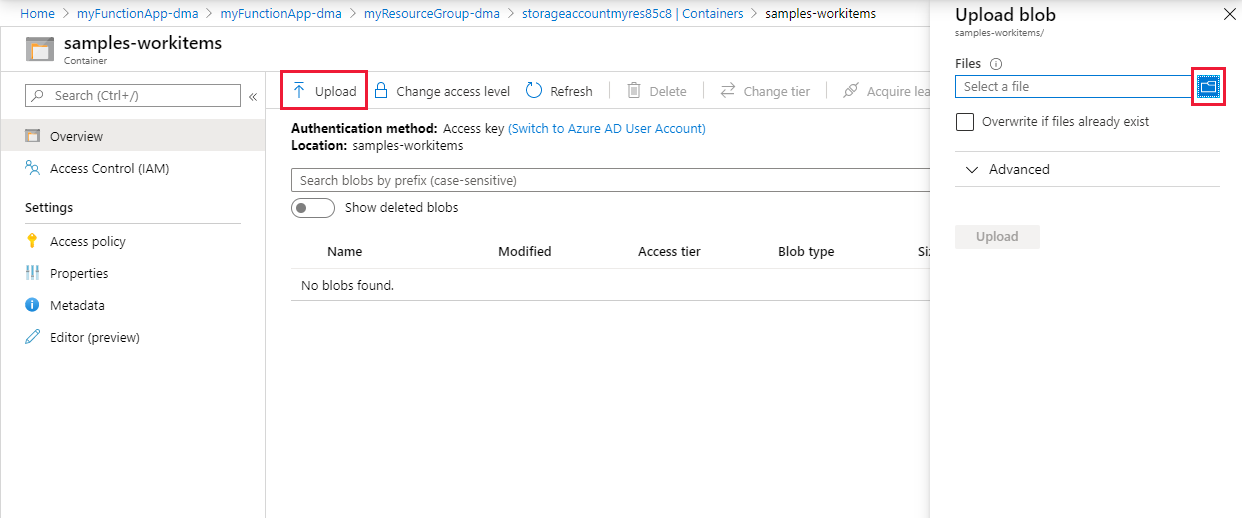 Home > myFunctionApp-dma > myFunctionApp-dma > myResourceGroup-dma > storageaccountmyres85c8 | Containers > samples-workitems
samples-workitems
Container
Search (Ctrl+/)
«
Overview
Access Control (IAM)
Settings
Access policy
Properties
Metadata
Editor (preview)
Upload
Change access level
Refresh
Delete
Change tier
Acquire lea
Authentication method: Access key (Switch to Azure AD User Account)
Location: samples-workitems
Search blobs by prefix (case-sensitive)
Show deleted blobs
Name Modified Access tier Blob type Si
No blobs found.
Upload blob
samples-workitems/
Files
Select a file
Overwrite if files already exist
Advanced
Upload